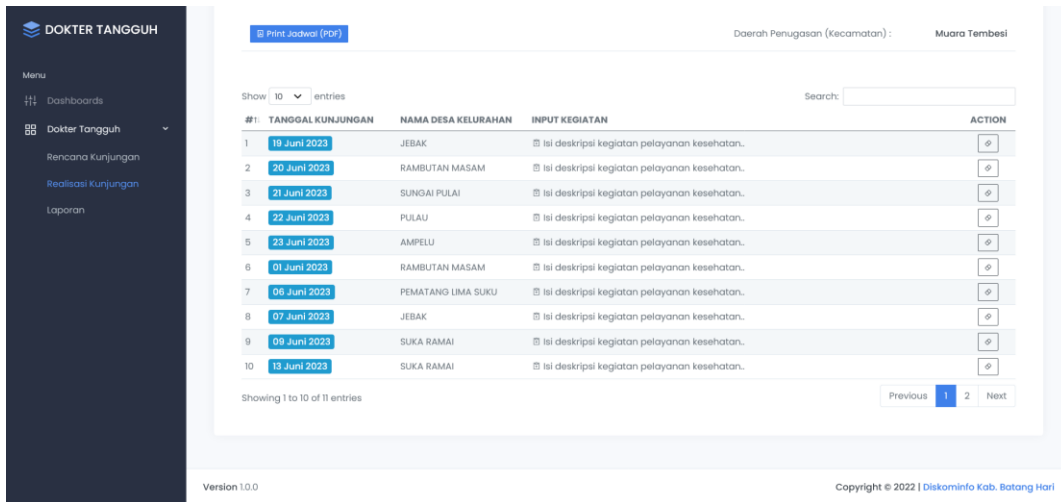 DOKTER TANGGUH
Menu
Dashboards
Dokter Tangguh
Rencana Kunjungan
Realisasi Kunjungan
Laporan
Print Jadwal (PDF)
Daerah Penugasan (Kecamatan) : Muara Tembesi
Show 10 entries
Search:
# TANGGAL KUNJUNGAN NAMA DESA KELURAHAN INPUT KEGIATAN ACTION
1 19 Juni 2023 JEBAK Isi deskripsi kegiatan pelayanan kesehatan..
2 20 Juni 2023 RAMBUTAN MASAM Isi deskripsi kegiatan pelayanan kesehatan..
3 21 Juni 2023 SUNGAI PULAI Isi deskripsi kegiatan pelayanan kesehatan..
4 22 Juni 2023 PULAU Isi deskripsi kegiatan pelayanan kesehatan..
5 23 Juni 2023 AMPELU Isi deskripsi kegiatan pelayanan kesehatan..
6 01 Juni 2023 RAMBUTAN MASAM Isi deskripsi kegiatan pelayanan kesehatan..
7 06 Juni 2023 PEMATANG LIMA SUKU Isi deskripsi kegiatan pelayanan kesehatan..
8 07 Juni 2023 JEBAK Isi deskripsi kegiatan pelayanan kesehatan..
9 09 Juni 2023 SUKA RAMAI Isi deskripsi kegiatan pelayanan kesehatan..
10 13 Juni 2023 SUKA RAMAI Isi deskripsi kegiatan pelayanan kesehatan..
Showing 1 to 10 of 11 entries
Previous 1 2 Next
Version 1.0.0
Copyright © 2022 | Diskominfo Kab. Batang Hari